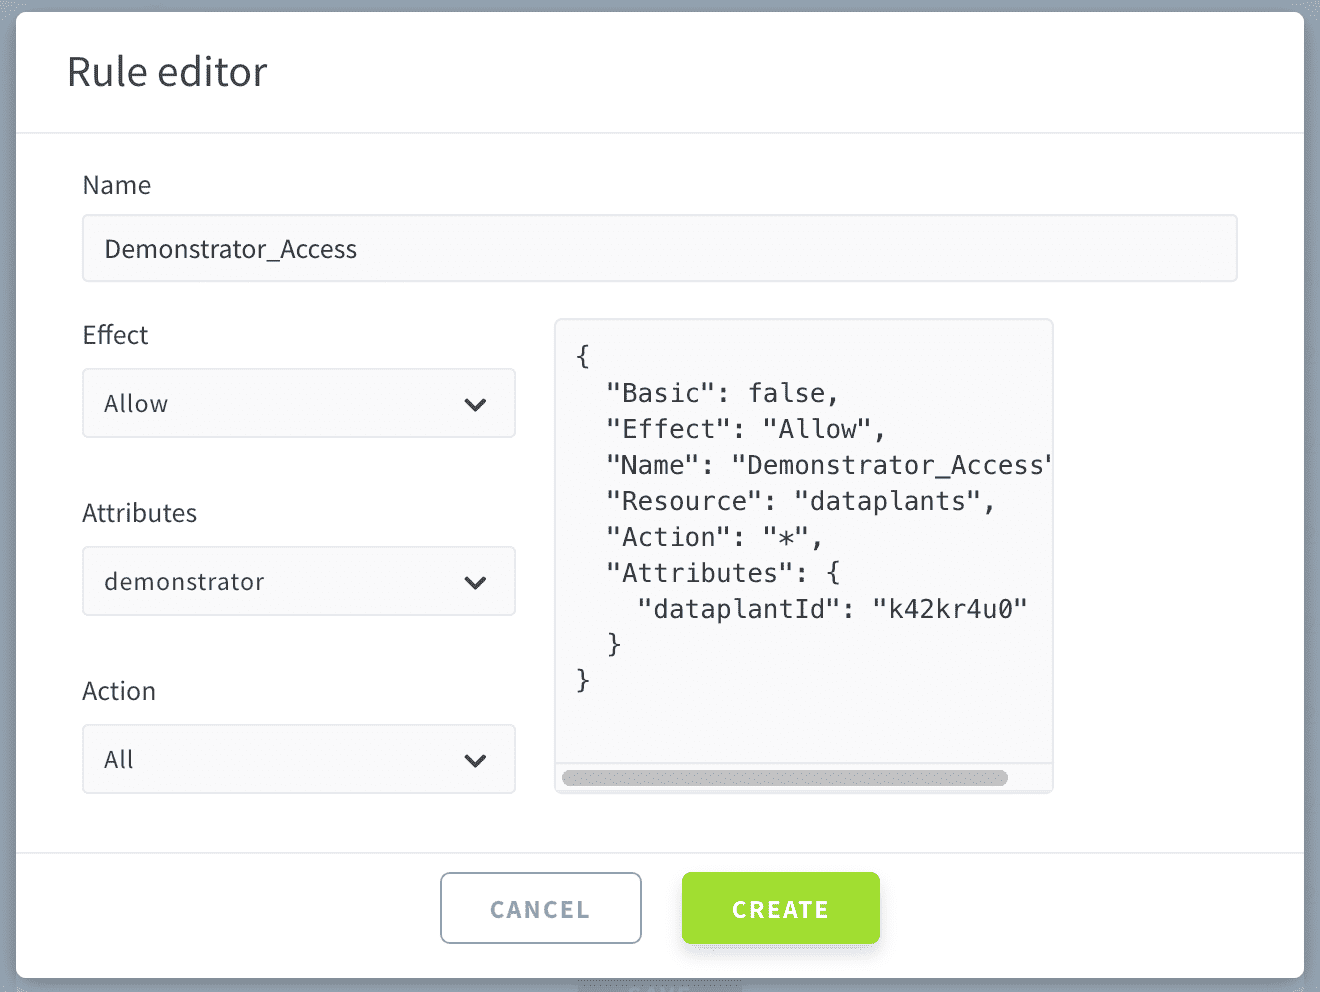 Rule editor
Name
Demonstrator_Access
Effect
Allow
Attributes
demonstrator
Action
All
{
  "Basic": false,
  "Effect": "Allow",
  "Name": "Demonstrator_Access"
  "Resource": "dataplants",
  "Action": "*",
  "Attributes": {
    "dataplantId": "k42kr4u0"
  }
}
CANCEL
CREATE